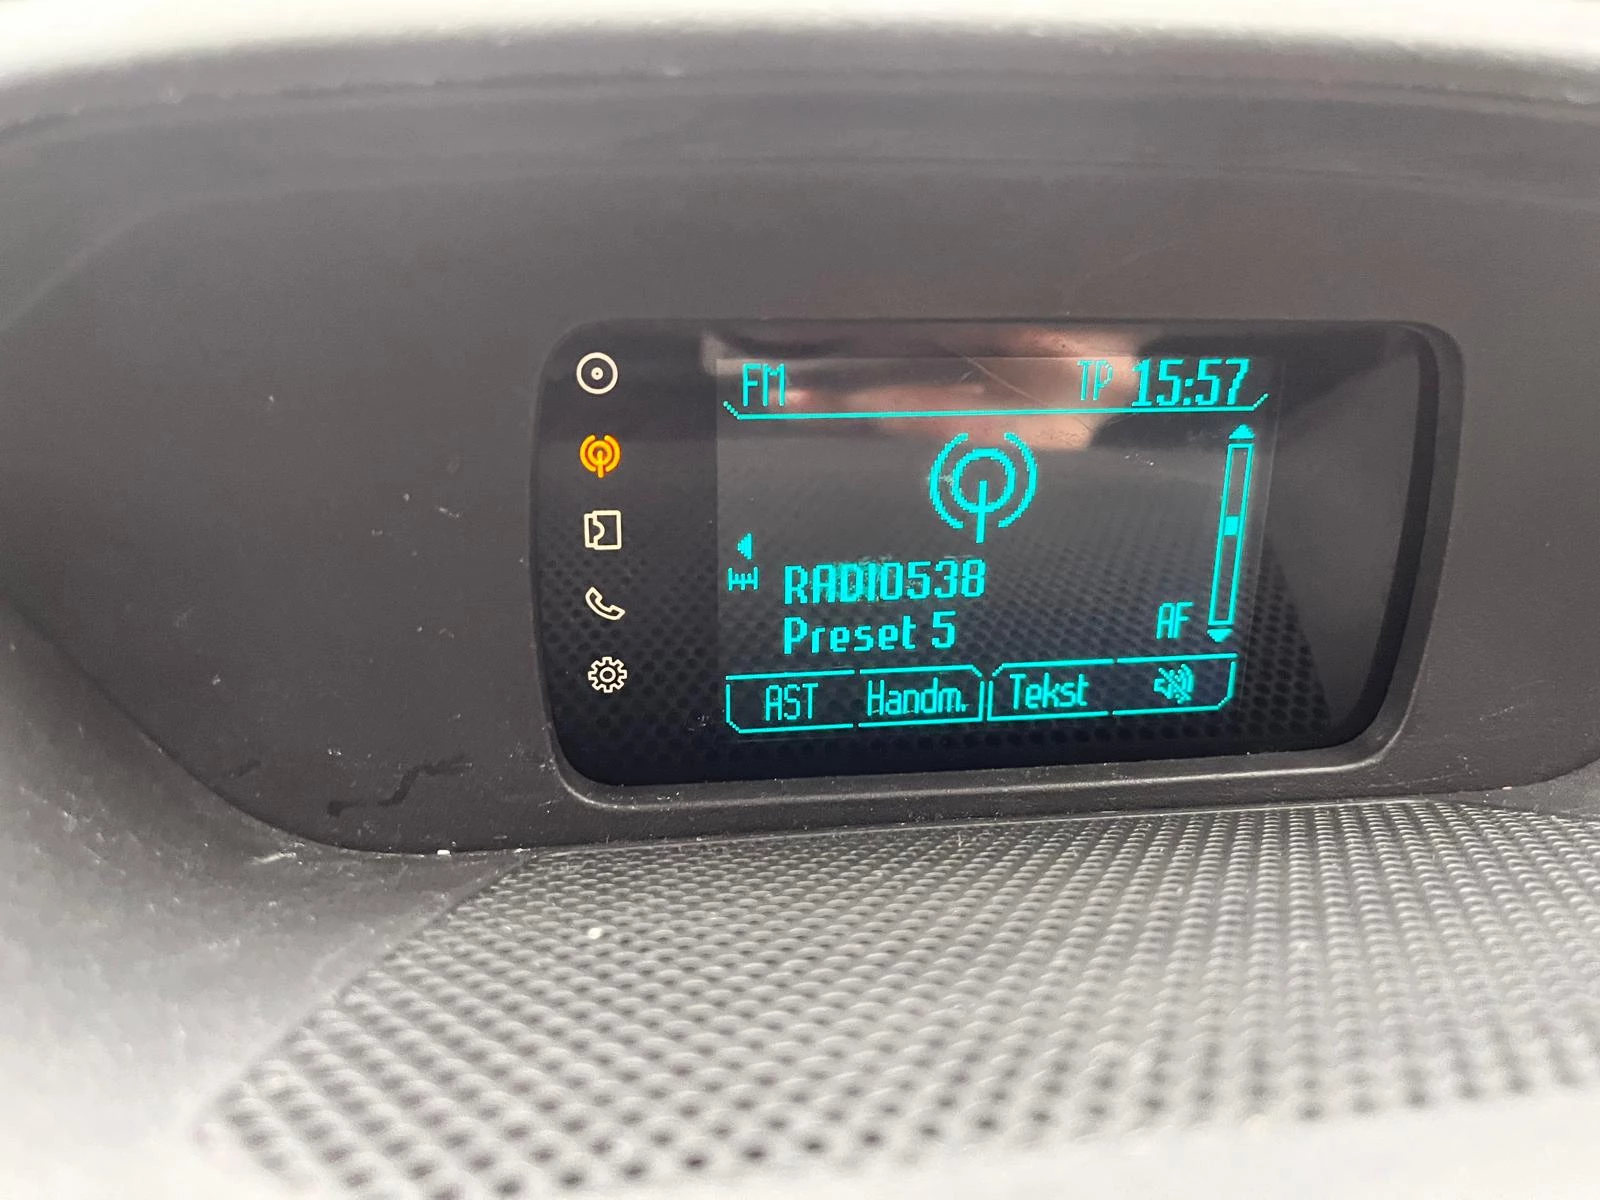 FM TP 15:57
RADIO538
Preset 5 AF
AST Handm. Tekst